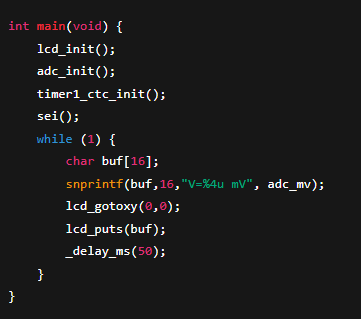 int main(void) {
    lcd_init();
    adc_init();
    timer1_ctc_init();
    sei();
    while (1) {
        char buf[16];
        snprintf(buf,16,"V=%4u mV", adc_mv);
        lcd_gotoxy(0,0);
        lcd_puts(buf);
        _delay_ms(50);
    }
}